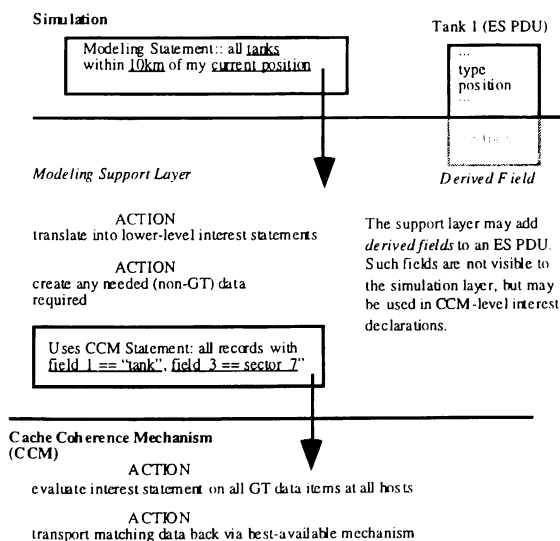 Simulation
Tank 1 (ES PDU)
Modeling Statement:: all tanks
within 10km of my current position
...
type
position
...
Derived Field
Modeling Support Layer
ACTION
translate into lower-level interest statements
ACTION
create any needed (non-GT) data
required
The support layer may add
derived fields to an ES PDU.
Such fields are not visible to
the simulation layer, but may
be used in CCM-level interest
declarations.
Uses CCM Statement: all records with
field 1 == "tank", field 3 == sector 7"
Cache Coherence Mechanism
(CCM)
ACTION
evaluate interest statement on all GT data items at all hosts
ACTION
transport matching data back via best-available mechanism